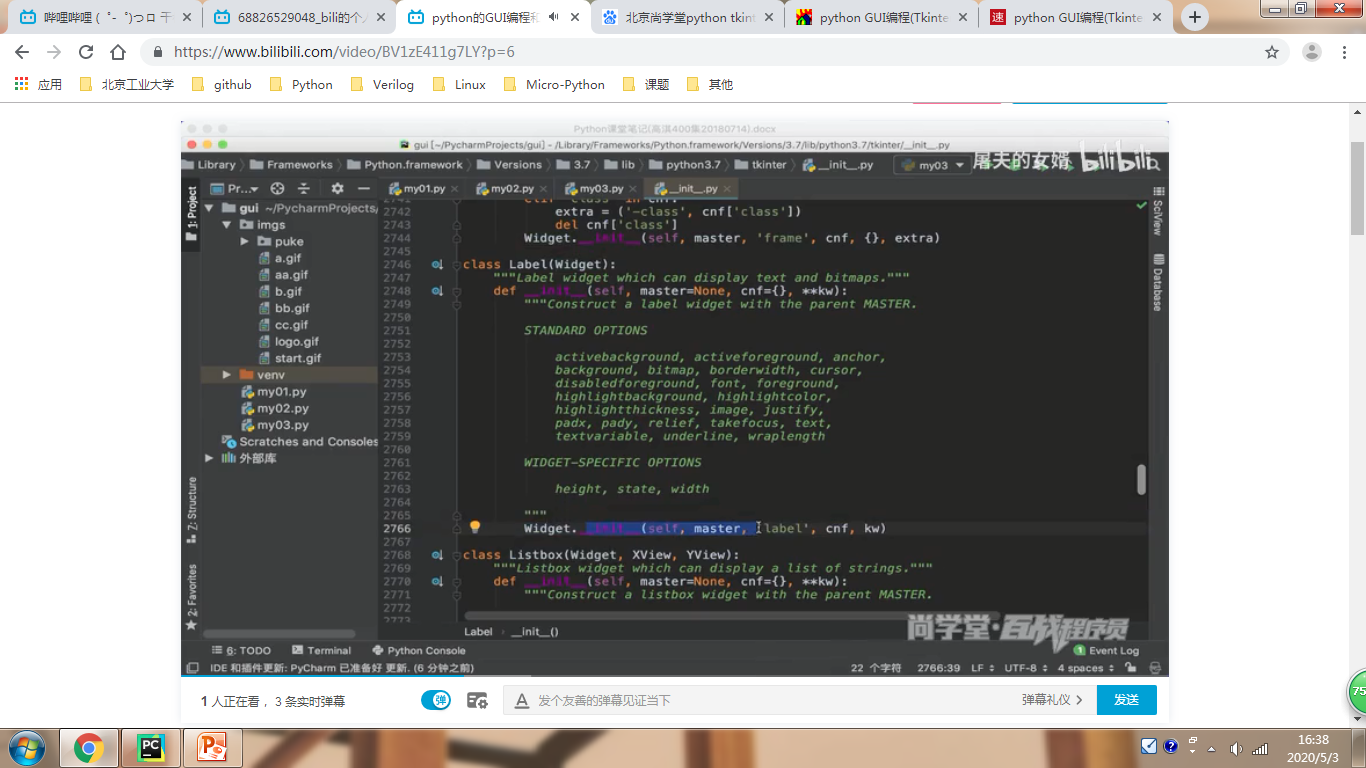 哔哩哔哩 ( ゜- ゜)つロ 干
68826529048_bili的个人
python的GUI编程和
北京尚学堂python tkint
python GUI编程(Tkinte
python GUI编程(Tkinte
https://www.bilibili.com/video/BV1zE411g7LY?p=6
应用 北京工业大学 github Python Verilog Linux Micro-Python 课题 其他
Python课堂笔记(高淇400集20180714).docx
gui [~/PycharmProjects/gui] - /Library/Frameworks/Python.framework/Versions/3.7/lib/python3.7/tkinter/__init__.py
Library Frameworks Python.framework Versions 3.7 lib python3.7 tkinter __init__.py my03
屠夫的女婿 bilibili
1: Project
Pr...
my01.py my02.py my03.py __init__.py
gui ~/PycharmProjects/
imgs
puke
a.gif
aa.gif
b.gif
bb.gif
cc.gif
logo.gif
start.gif
venv
my01.py
my02.py
my03.py
Scratches and Consoles
外部库
7: Structure
2: Favorites
SciView
Database
2741 elif 'class' in cnf:
2742 extra = ('-class', cnf['class'])
2743 del cnf['class']
2744 Widget.__init__(self, master, 'frame', cnf, {}, extra)
2745
2746 class Label(Widget):
2747 """Label widget which can display text and bitmaps."""
2748 def __init__(self, master=None, cnf={}, **kw):
2749 """Construct a label widget with the parent MASTER.
2750
2751 STANDARD OPTIONS
2752
2753 activebackground, activeforeground, anchor,
2754 background, bitmap, borderwidth, cursor,
2755 disabledforeground, font, foreground,
2756 highlightbackground, highlightcolor,
2757 highlightthickness, image, justify,
2758 padx, pady, relief, takefocus, text,
2759 textvariable, underline, wraplength
2760
2761 WIDGET-SPECIFIC OPTIONS
2762
2763 height, state, width
2764
2765 """
2766 Widget.__init__(self, master, 'label', cnf, kw)
2767
2768 class Listbox(Widget, XView, YView):
2769 """Listbox widget which can display a list of strings."""
2770 def __init__(self, master=None, cnf={}, **kw):
2771 """Construct a listbox widget with the parent MASTER.
2772
2773
Label __init__()
尚学堂·百战程序员
6: TODO Terminal Python Console 1 Event Log
IDE 和插件更新: PyCharm 已准备好 更新. (6 分钟之前) 22 个字符 2766:39 LF UTF-8 4 spaces
1 人正在看， 3 条实时弹幕 弹 发个友善的弹幕见证当下 弹幕礼仪 发送
75
16:38
2020/5/3